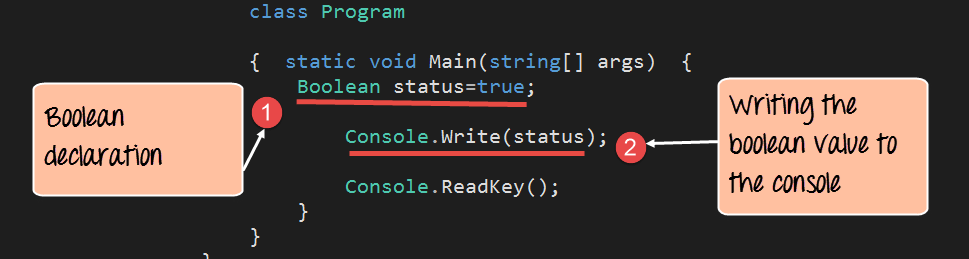 class Program
{ static void Main(string[] args) {
Boolean status=true;
Boolean
declaration
1
Console.Write(status);
2
Writing the
boolean value to
the console
Console.ReadKey();
}
}
}